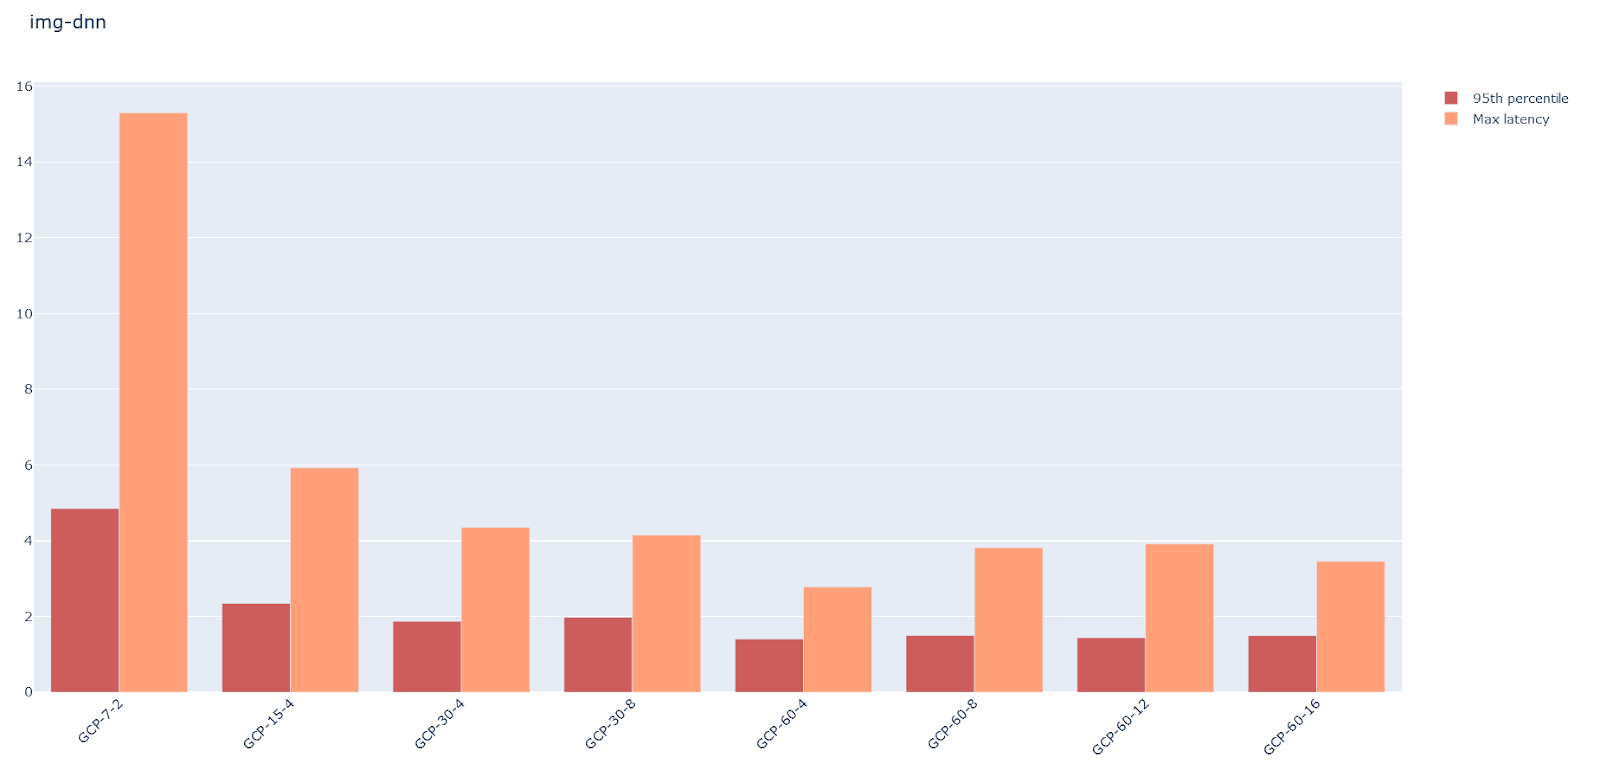 img-dnn
16
14
12
10
8
6
4
2
0
GCP-7-2
GCP-15-4
GCP-30-4
GCP-30-8
GCP-60-4
GCP-60-8
GCP-60-12
GCP-60-16
95th percentile
Max latency